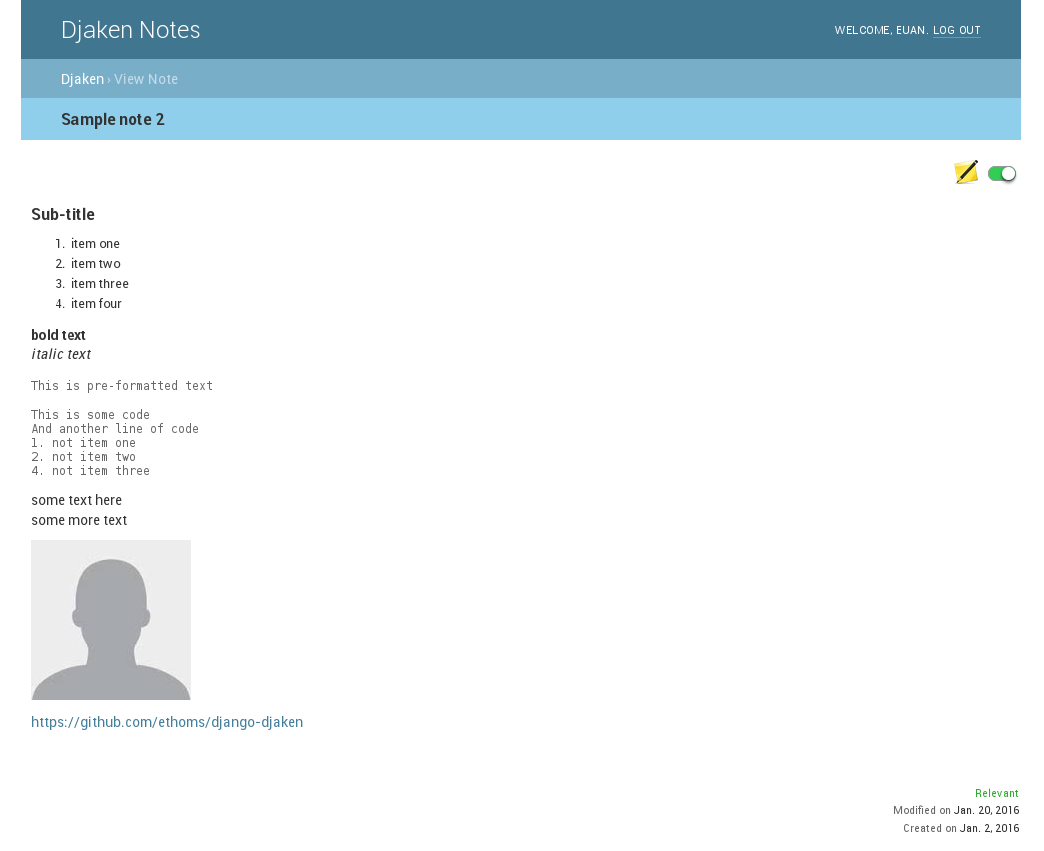 Djaken Notes
WELCOME, EUAN. LOG OUT
Djaken › View Note
Sample note 2
Sub-title
1. item one
2. item two
3. item three
4. item four
bold text
italic text
This is pre-formatted text
This is some code
And another line of code
1. not item one
2. not item two
4. not item three
some text here
some more text
https://github.com/ethoms/django-djaken
Relevant
Modified on Jan. 20, 2016
Created on Jan. 2, 2016